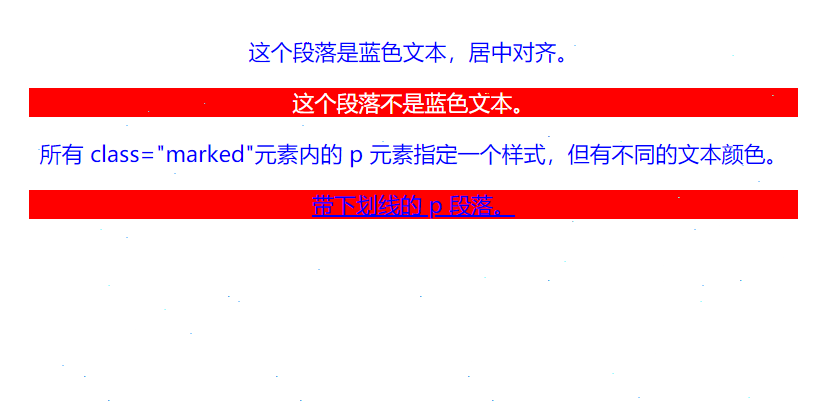 这个段落是蓝色文本，居中对齐。
这个段落不是蓝色文本。
所有 class="marked"元素内的 p 元素指定一个样式，但有不同的文本颜色。
带下划线的 p 段落。